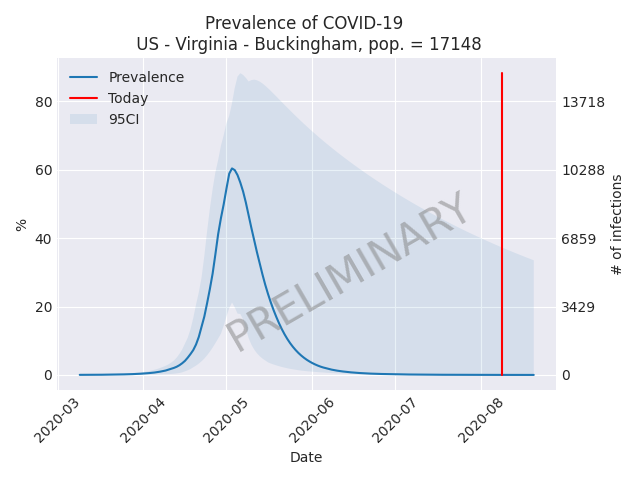 Prevalence of COVID-19
US - Virginia - Buckingham, pop. = 17148
Prevalence
Today
95CI
80
60
40
20
0
%
13718
10288
6859
3429
0
# of infections
PRELIMINARY
2020-03
2020-04
2020-05
2020-06
2020-07
2020-08
Date